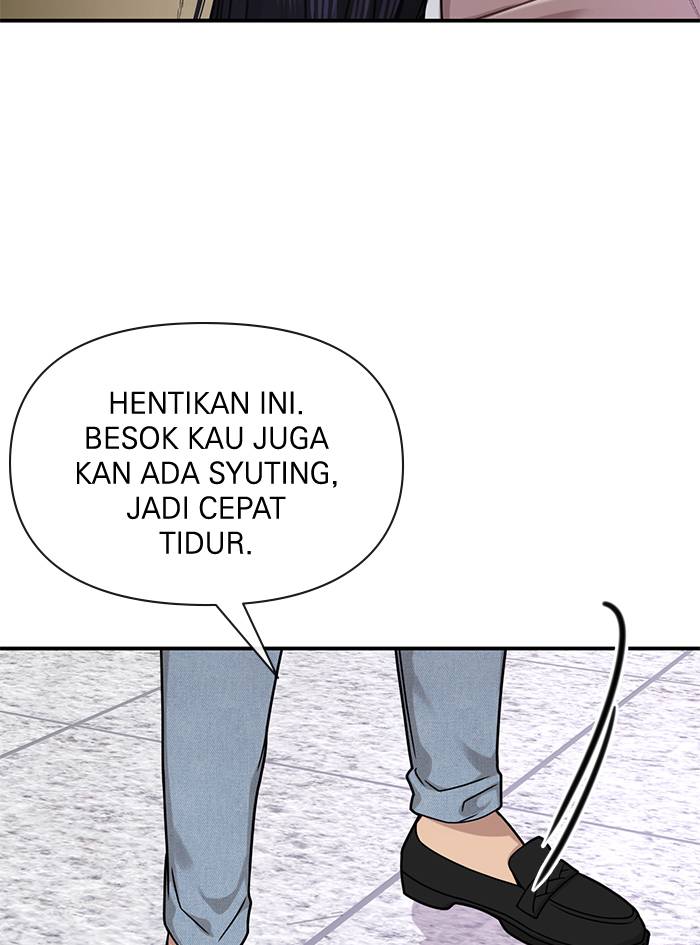 HENTIKAN INI.
BESOK KAU JUGA
KAN ADA SYUTING,
JADI CEPAT
TIDUR.